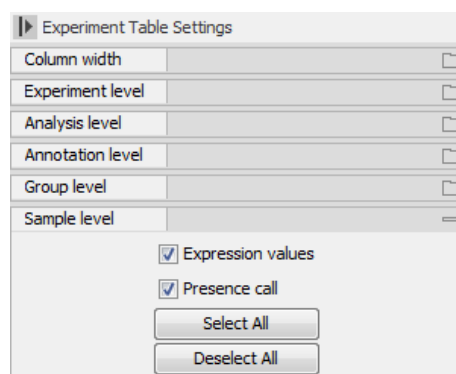 Experiment Table Settings
Column width
Experiment level
Analysis level
Annotation level
Group level
Sample level
Expression values
Presence call
Select All
Deselect All